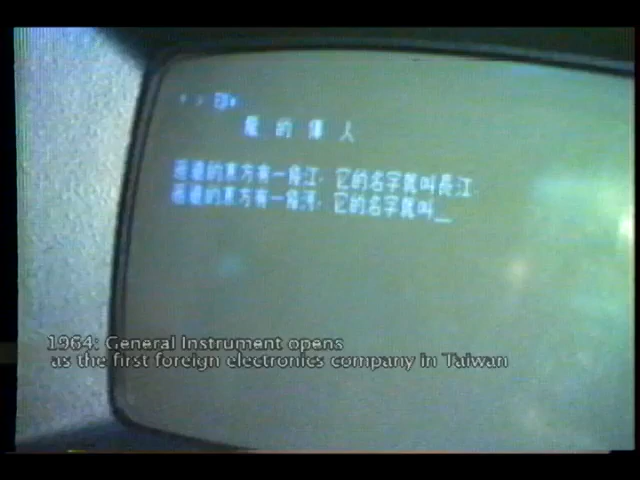 龍 的 傳 人
遙遠的東方有一條江, 它的名字就叫長江.
遙遠的東方有一條河, 它的名字就叫_
1964: General Instrument opens
as the first foreign electronics company in Taiwan